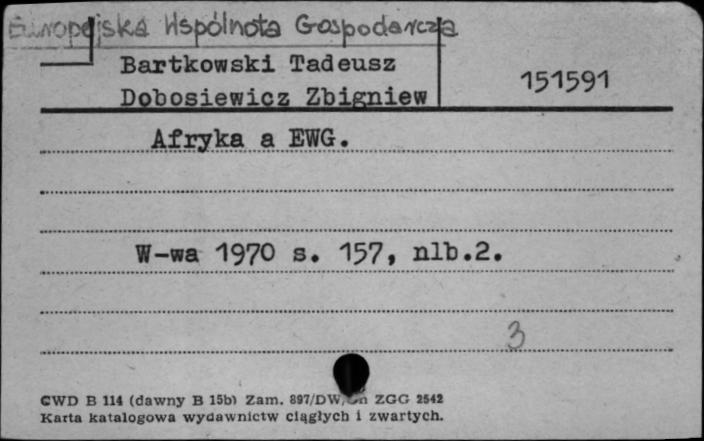 Europejska Wspólnota Gospodarcza
Bartkowski Tadeusz
Dobosiewicz Zbigniew
151591
Afryka a EWG.
W-wa 1970 s. 157, nlb.2.
3
CWD B 114 (dawny B 15b) Zam. 897/DW, ZGG 2542
Karta katalogowa wydawnictw ciągłych i zwartych.